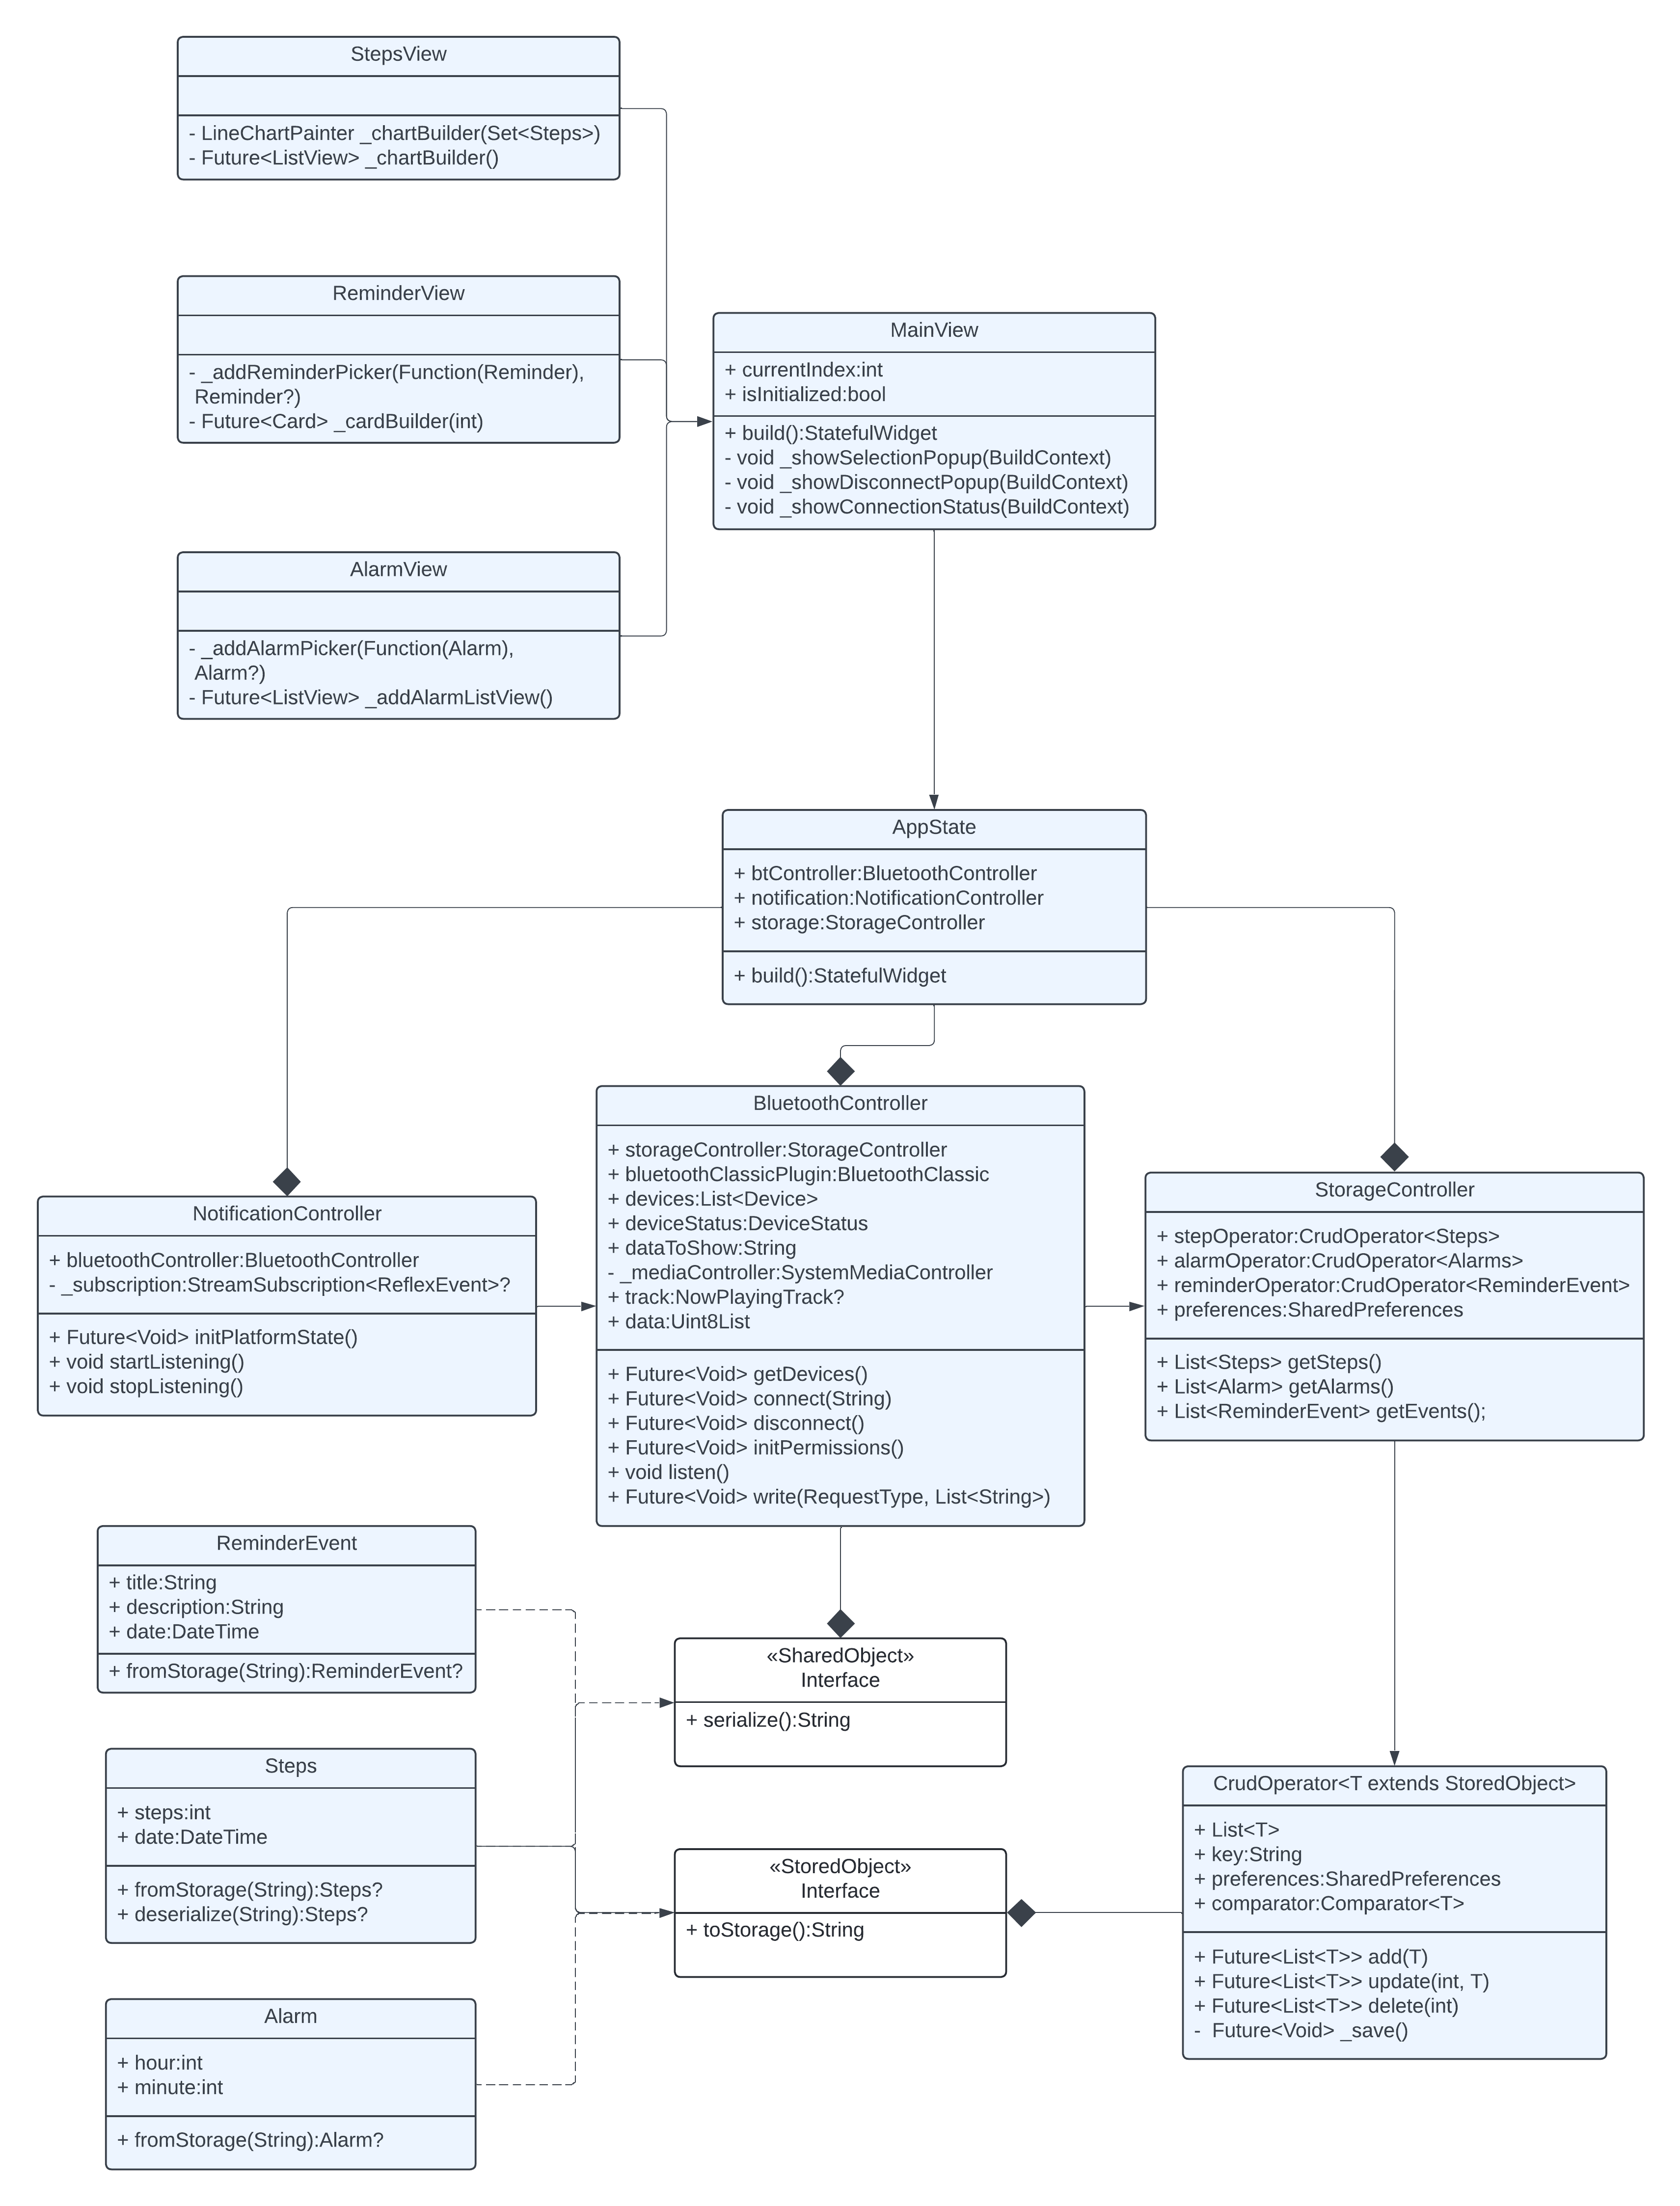 StepsView
- LineChartPainter _chartBuilder(Set<Steps>)
- Future<ListView> _chartBuilder()
ReminderView
- _addReminderPicker(Function(Reminder),
Reminder?)
- Future<Card> _cardBuilder(int)
MainView
+ currentIndex:int
+ isInitialized:bool
+ build():StatefulWidget
- void _showSelectionPopup(BuildContext)
- void _showDisconnectPopup(BuildContext)
- void _showConnectionStatus(BuildContext)
AlarmView
- _addAlarmPicker(Function(Alarm),
Alarm?)
- Future<ListView> _addAlarmListView()
AppState
+ btController:BluetoothController
+ notification:NotificationController
+ storage:StorageController
+ build():StatefulWidget
BluetoothController
+ storageController:StorageController
+ bluetoothClassicPlugin:BluetoothClassic
+ devices:List<Device>
+ deviceStatus:DeviceStatus
+ dataToShow:String
- _mediaController:SystemMediaController
+ track:NowPlayingTrack?
+ data:Uint8List
+ Future<Void> getDevices()
+ Future<Void> connect(String)
+ Future<Void> disconnect()
+ Future<Void> initPermissions()
+ void listen()
+ Future<Void> write(RequestType, List<String>)
NotificationController
+ bluetoothController:BluetoothController
- _subscription:StreamSubscription<ReflexEvent>?
+ Future<Void> initPlatformState()
+ void startListening()
+ void stopListening()
StorageController
+ stepOperator:CrudOperator<Steps>
+ alarmOperator:CrudOperator<Alarms>
+ reminderOperator:CrudOperator<ReminderEvent>
+ preferences:SharedPreferences
+ List<Steps> getSteps()
+ List<Alarm> getAlarms()
+ List<ReminderEvent> getEvents();
ReminderEvent
+ title:String
+ description:String
+ date:DateTime
+ fromStorage(String):ReminderEvent?
«SharedObject»
Interface
+ serialize():String
Steps
+ steps:int
+ date:DateTime
+ fromStorage(String):Steps?
+ deserialize(String):Steps?
«StoredObject»
Interface
+ toStorage():String
CrudOperator<T extends StoredObject>
+ List<T>
+ key:String
+ preferences:SharedPreferences
+ comparator:Comparator<T>
+ Future<List<T>> add(T)
+ Future<List<T>> update(int, T)
+ Future<List<T>> delete(int)
- Future<Void> _save()
Alarm
+ hour:int
+ minute:int
+ fromStorage(String):Alarm?